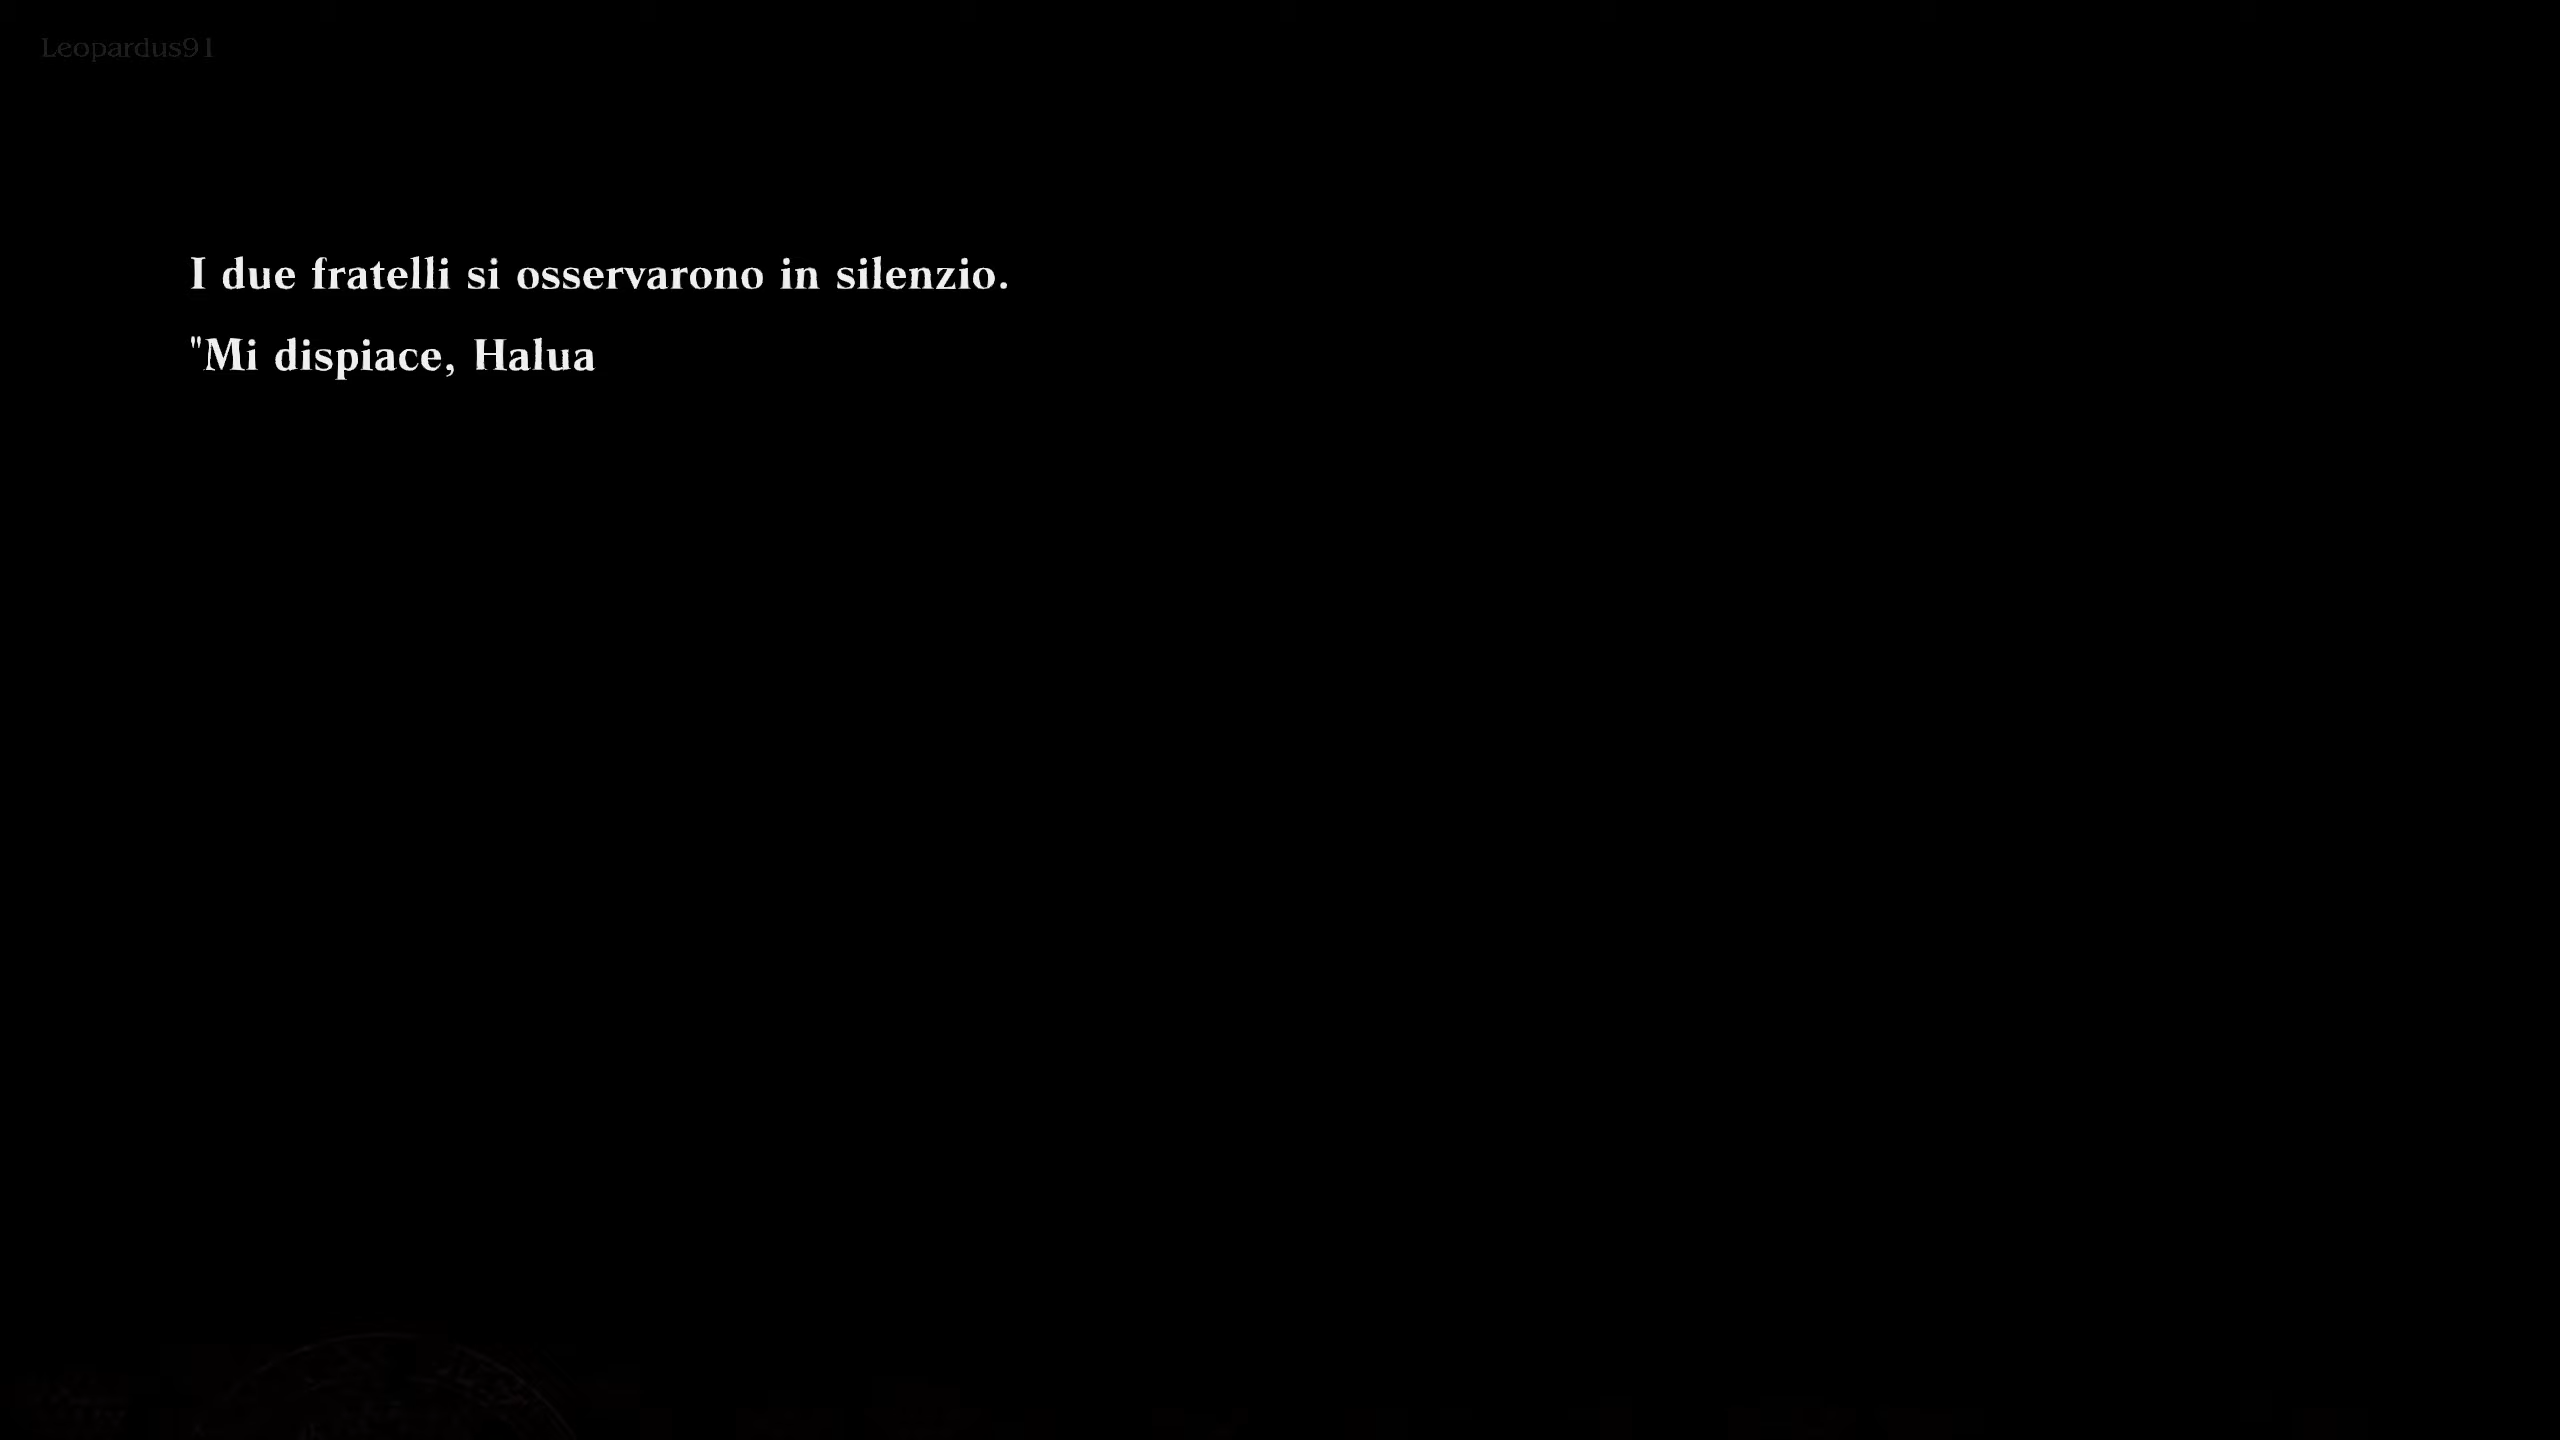 Leopardus91
I due fratelli si osservarono in silenzio.
"Mi dispiace, Halua